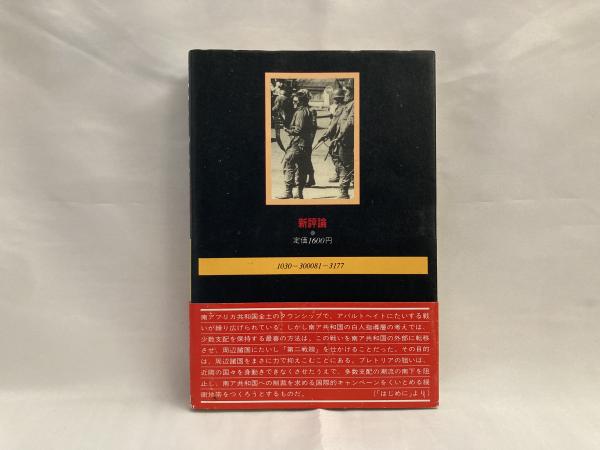 新評論
定価1600円
1030-300081-3177
南アフリカ共和国全土のタウンシップで、アパルトヘイトにたいする戦
いが繰り広げられている。しかし南ア共和国の白人指導層の考えでは、
少数支配を保持する最善の方法は、この戦いを南ア共和国の外部に転移
させ、周辺諸国にたいし「第二戦線」を仕かけることだった。その目的
は、周辺諸国をまさに力で抑えこむことにある。プレトリアの狙いは、
近隣の国々を身動きできなくさせたうえで、多数支配の潮流の南下を阻
止し、南ア共和国への制裁を求める国際的キャンペーンをくいとめる緩
衝地帯をつくろうとするものだ。 (「はじめに」より)